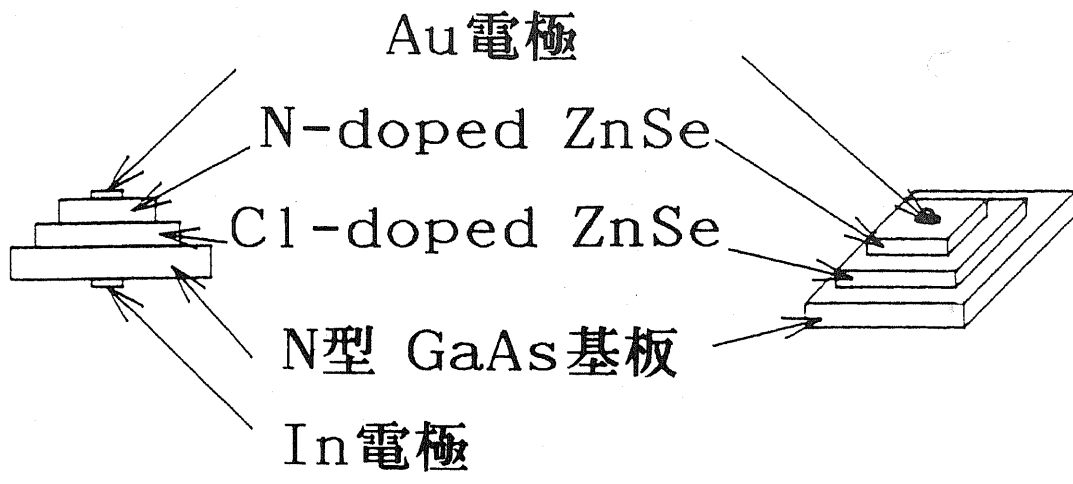 Au電極
N-doped ZnSe
Cl-doped ZnSe
N型 GaAs基板
In電極